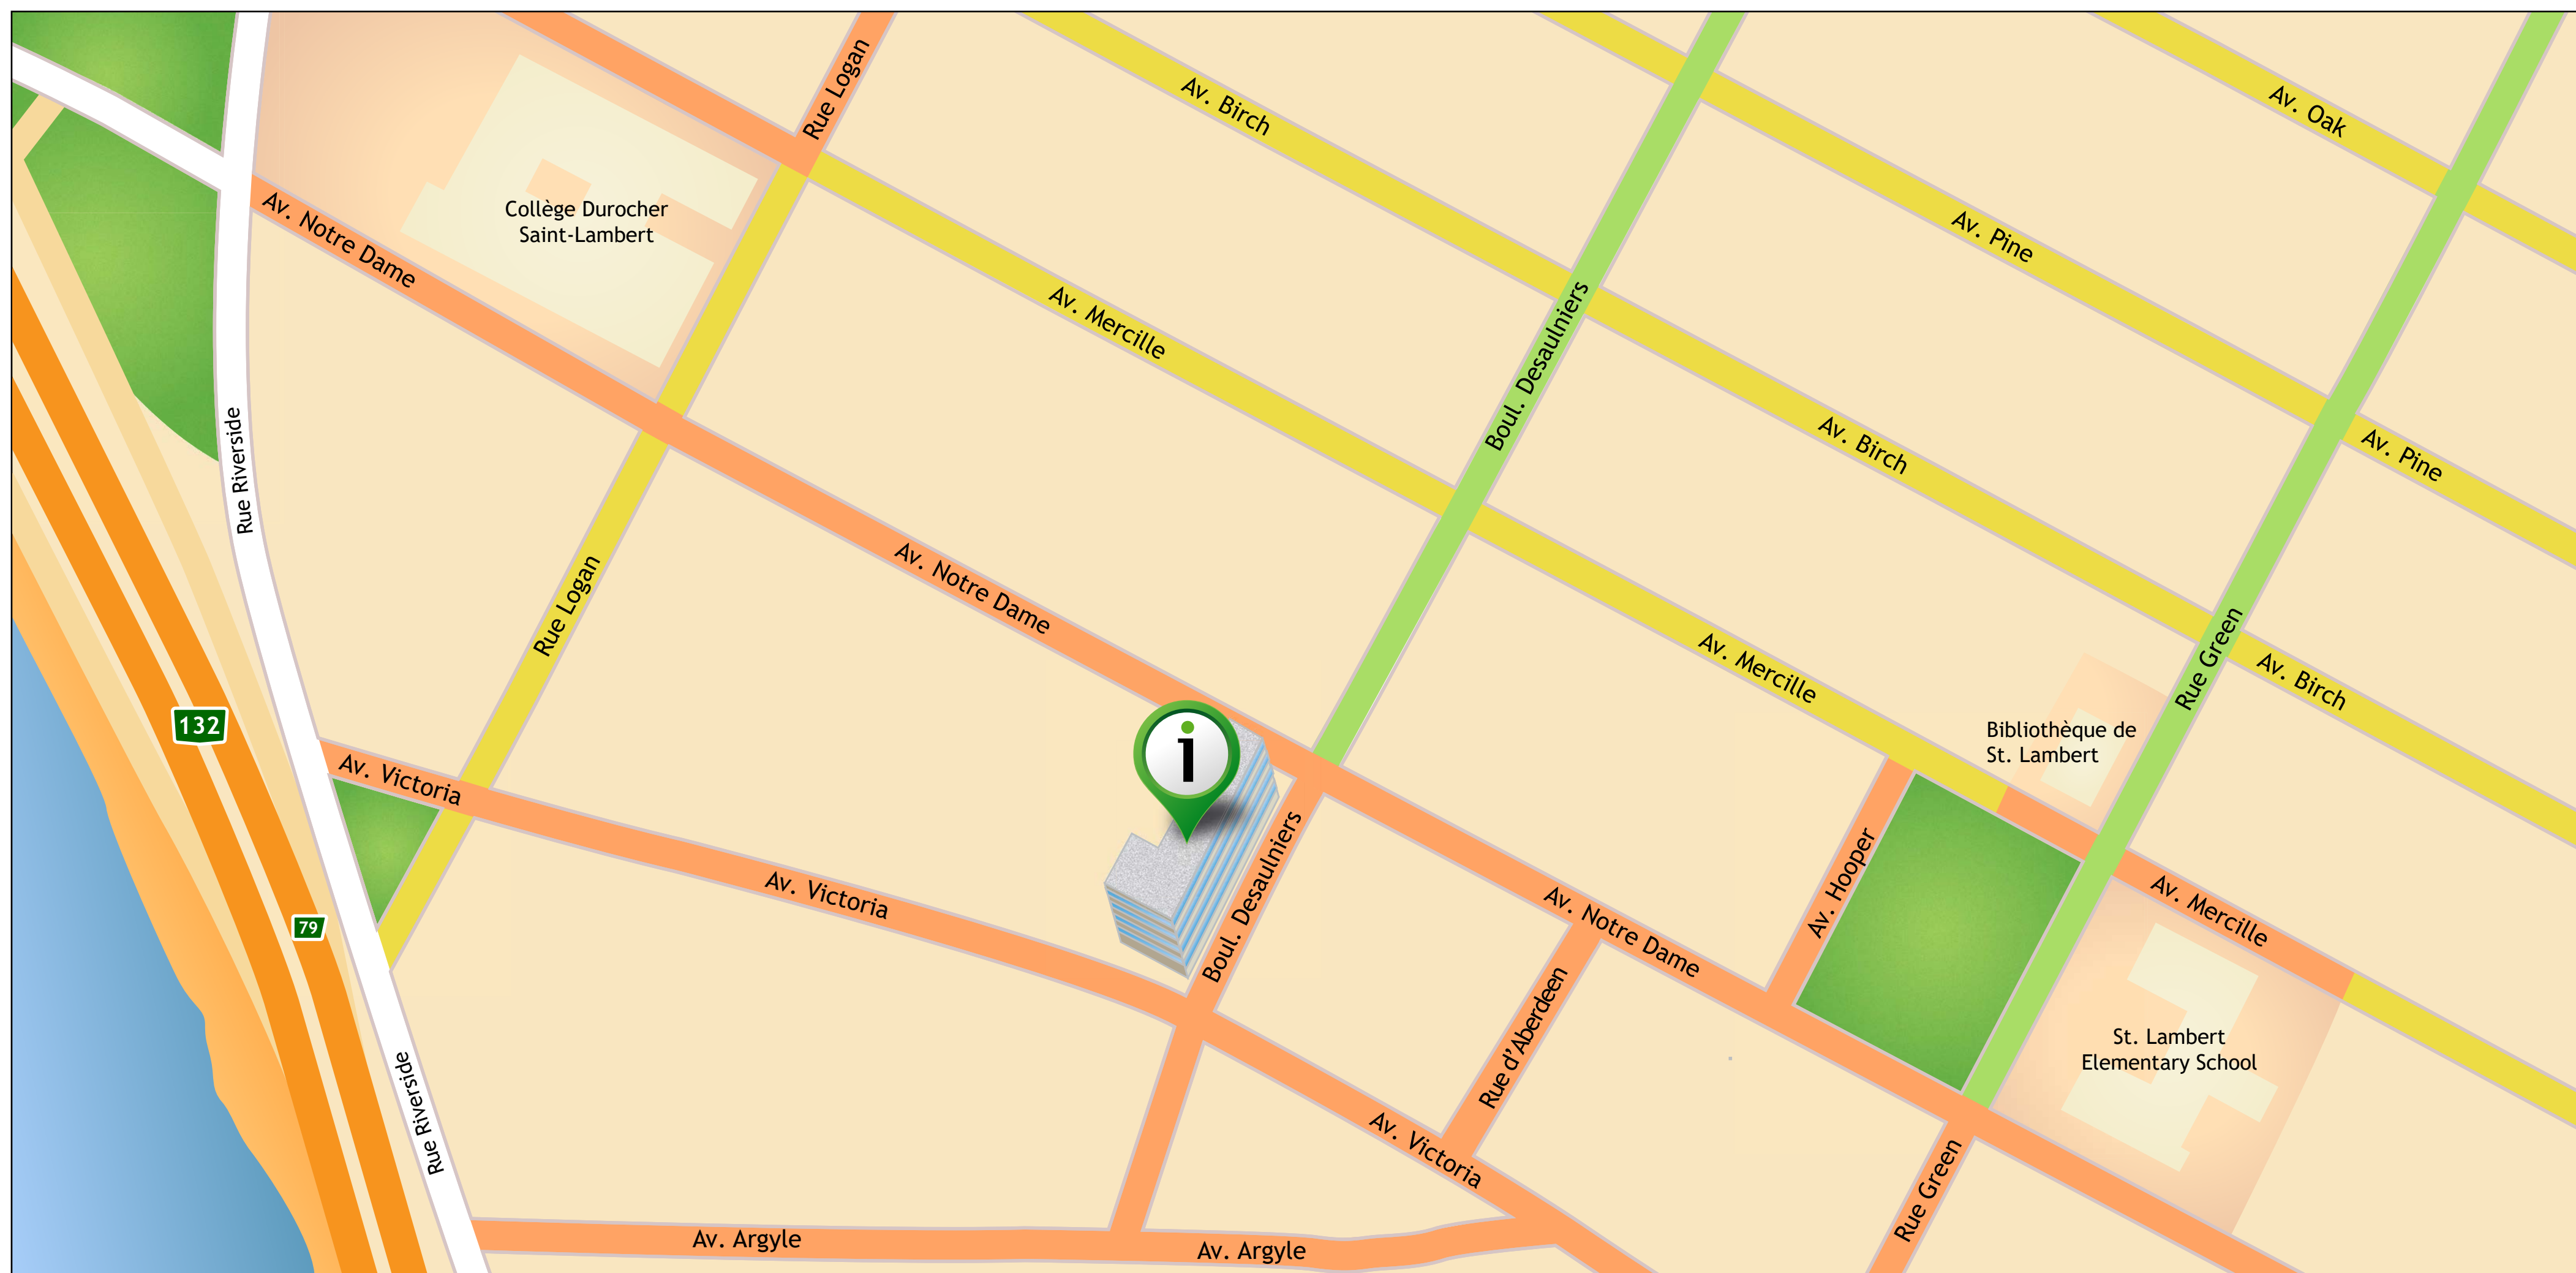 Rue Logan
Av. Birch
Av. Oak
Av. Notre Dame
Collège Durocher
Saint-Lambert
Av. Pine
Av. Mercille
Boul. Desaulniers
Rue Riverside
Av. Birch
Av. Pine
Rue Logan
Av. Notre Dame
Av. Mercille
Rue Green
Av. Birch
132
Bibliothèque de
St. Lambert
Av. Victoria
i
Av. Victoria
Boul. Desaulniers
Av. Notre Dame
Av. Hooper
Av. Mercille
79
Rue d'Aberdeen
St. Lambert
Elementary School
Rue Riverside
Av. Victoria
Rue Green
Av. Argyle
Av. Argyle